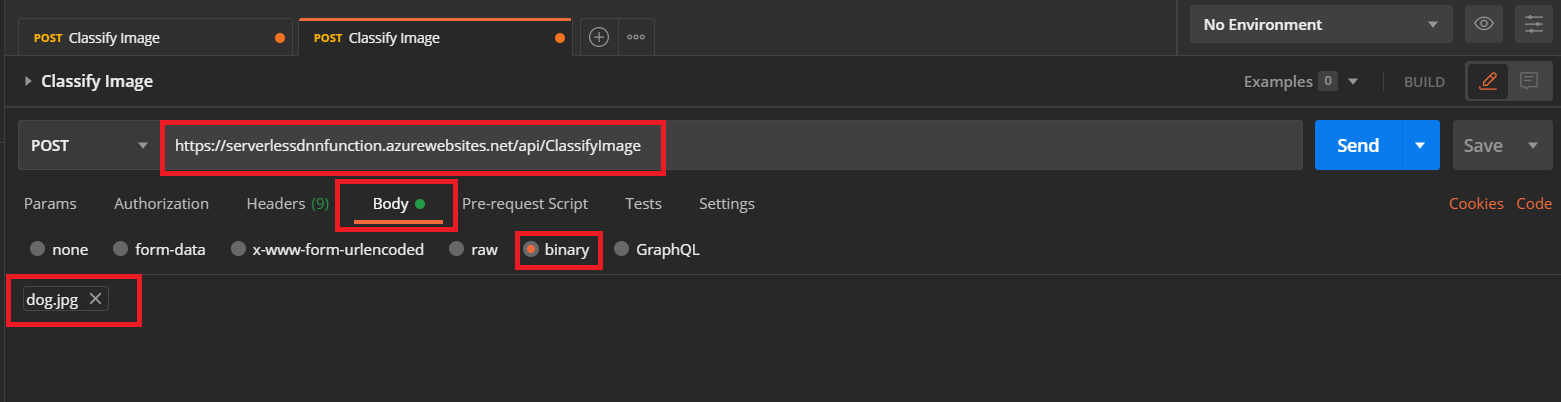 POST Classify Image POST Classify Image No Environment
Classify Image Examples 0 BUILD
POST https://serverlessdnnfunction.azurewebsites.net/api/ClassifyImage Send Save
Params Authorization Headers (9) Body Pre-request Script Tests Settings Cookies Code
none form-data x-www-form-urlencoded raw binary GraphQL
dog.jpg